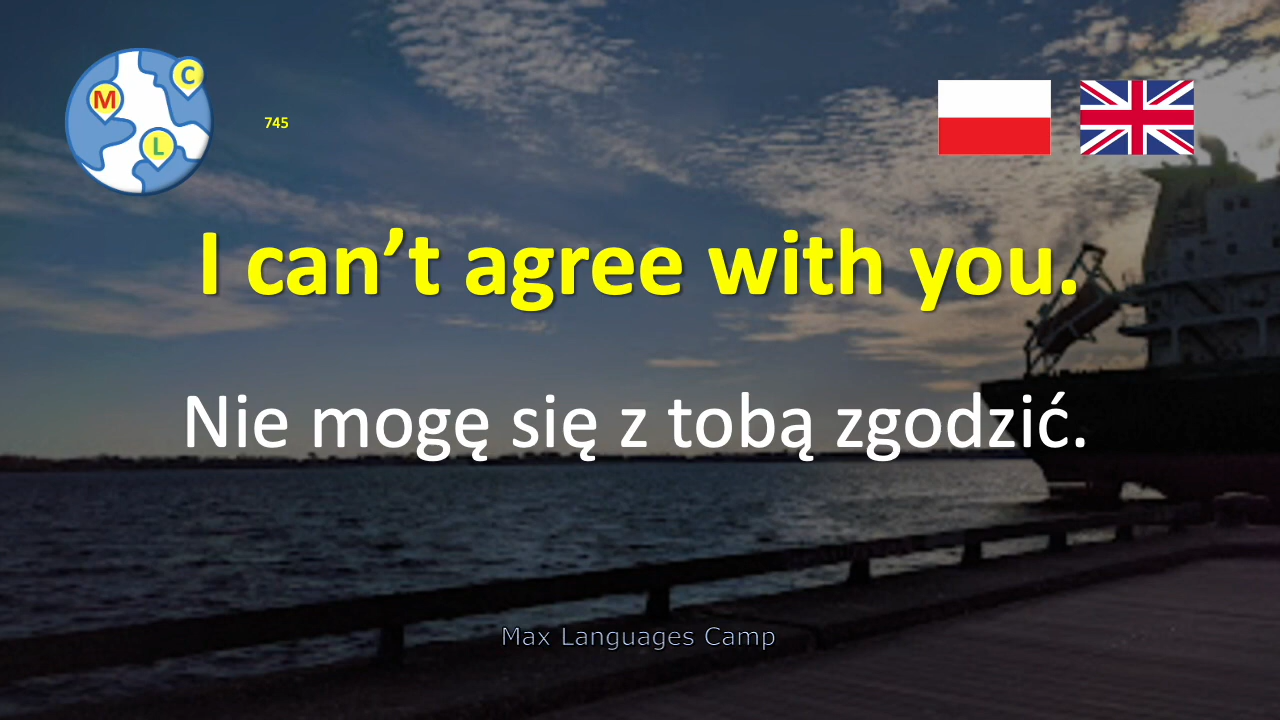 M
C
L
745
I can’t agree with you.
Nie mogę się z tobą zgodzić.
Max Languages Camp